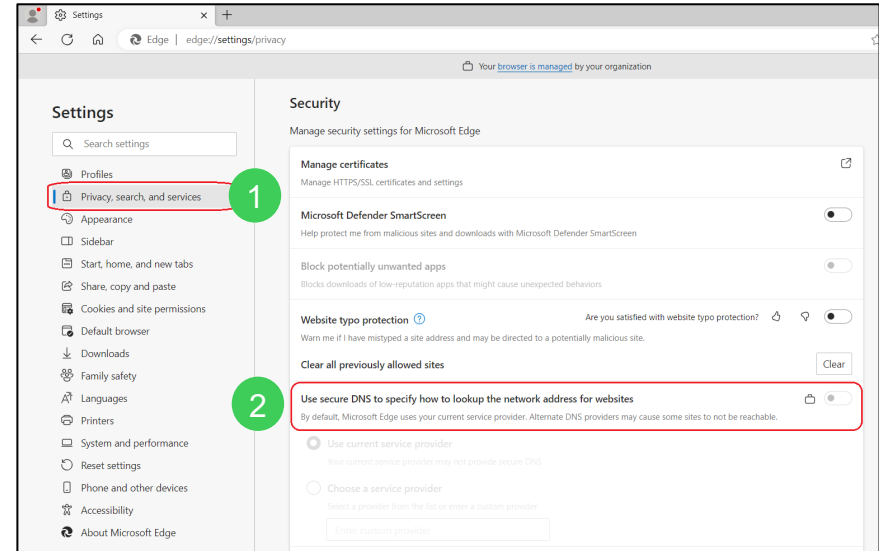 Settings
Edge | edge://settings/privacy
Your browser is managed by your organization
Settings
Search settings
Profiles
Privacy, search, and services
1
Appearance
Sidebar
Start, home, and new tabs
Share, copy and paste
Cookies and site permissions
Default browser
Downloads
Family safety
Languages
Printers
System and performance
Reset settings
Phone and other devices
Accessibility
About Microsoft Edge
Security
Manage security settings for Microsoft Edge
Manage certificates
Manage HTTPS/SSL certificates and settings
Microsoft Defender SmartScreen
Help protect me from malicious sites and downloads with Microsoft Defender SmartScreen
Block potentially unwanted apps
Blocks downloads of low-reputation apps that might cause unexpected behaviors
Website typo protection ? Are you satisfied with website typo protection?
Warn me if I have mistyped a site address and may be directed to a potentially malicious site.
Clear all previously allowed sites Clear
2
Use secure DNS to specify how to lookup the network address for websites
By default, Microsoft Edge uses your current service provider. Alternate DNS providers may cause some sites to not be reachable.
Use current service provider
Your current service provider may not provide secure DNS
Choose a service provider
Select a provider from the list or enter a custom provider
Enter custom provider